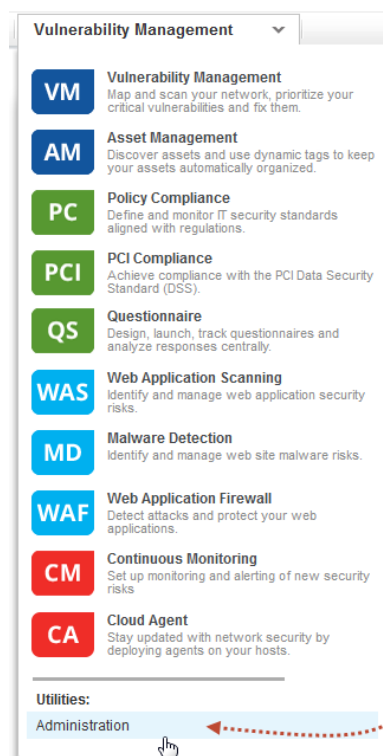 Vulnerability Management
VM
Vulnerability Management
Map and scan your network, prioritize your
critical vulnerabilities and fix them.
AM
Asset Management
Discover assets and use dynamic tags to keep
your assets automatically organized.
PC
Policy Compliance
Define and monitor IT security standards
aligned with regulations.
PCI
PCI Compliance
Achieve compliance with the PCI Data Security
Standard (DSS).
QS
Questionnaire
Design, launch, track questionnaires and
analyze responses centrally.
WAS
Web Application Scanning
Identify and manage web application security
risks.
MD
Malware Detection
Identify and manage web site malware risks.
WAF
Web Application Firewall
Detect attacks and protect your web
applications.
CM
Continuous Monitoring
Set up monitoring and alerting of new security
risks
CA
Cloud Agent
Stay updated with network security by
deploying agents on your hosts.
Utilities:
Administration